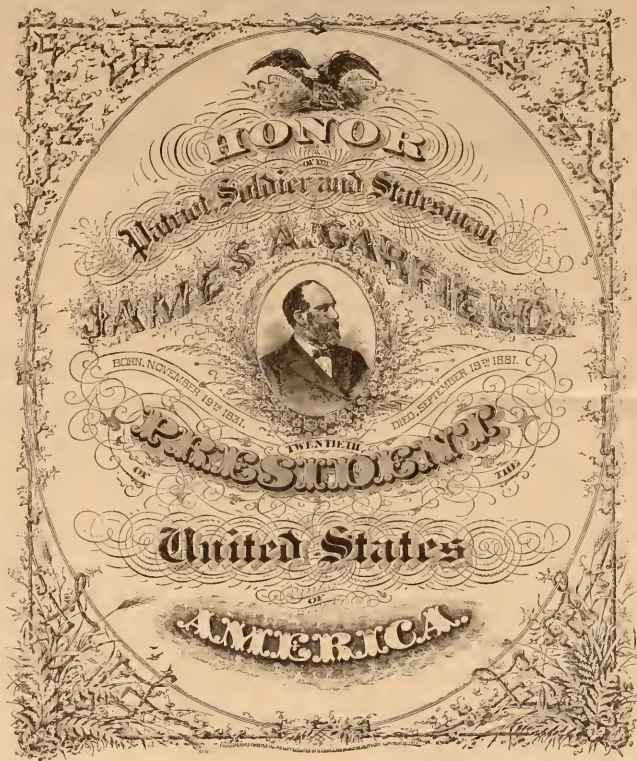 HONOR
OF THE
Patriot, Soldier and Statesman
JAMES A. GARFIELD.
BORN, NOVEMBER 19TH 1831.
DIED, SEPTEMBER 19TH 1881.
TWENTIETH
PRESIDENT
OF THE
United States
OF
AMERICA.